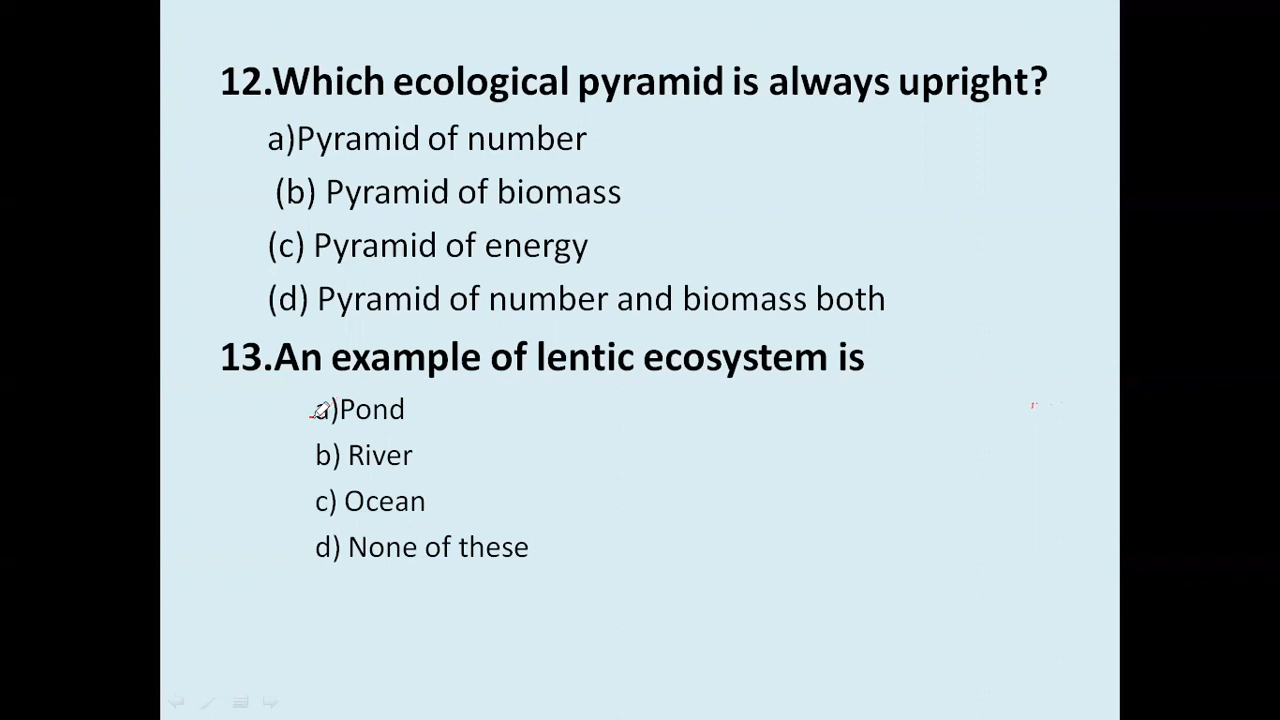 12.Which ecological pyramid is always upright?
a)Pyramid of number
(b) Pyramid of biomass
(c) Pyramid of energy
(d) Pyramid of number and biomass both
13.An example of lentic ecosystem is
a)Pond
b) River
c) Ocean
d) None of these